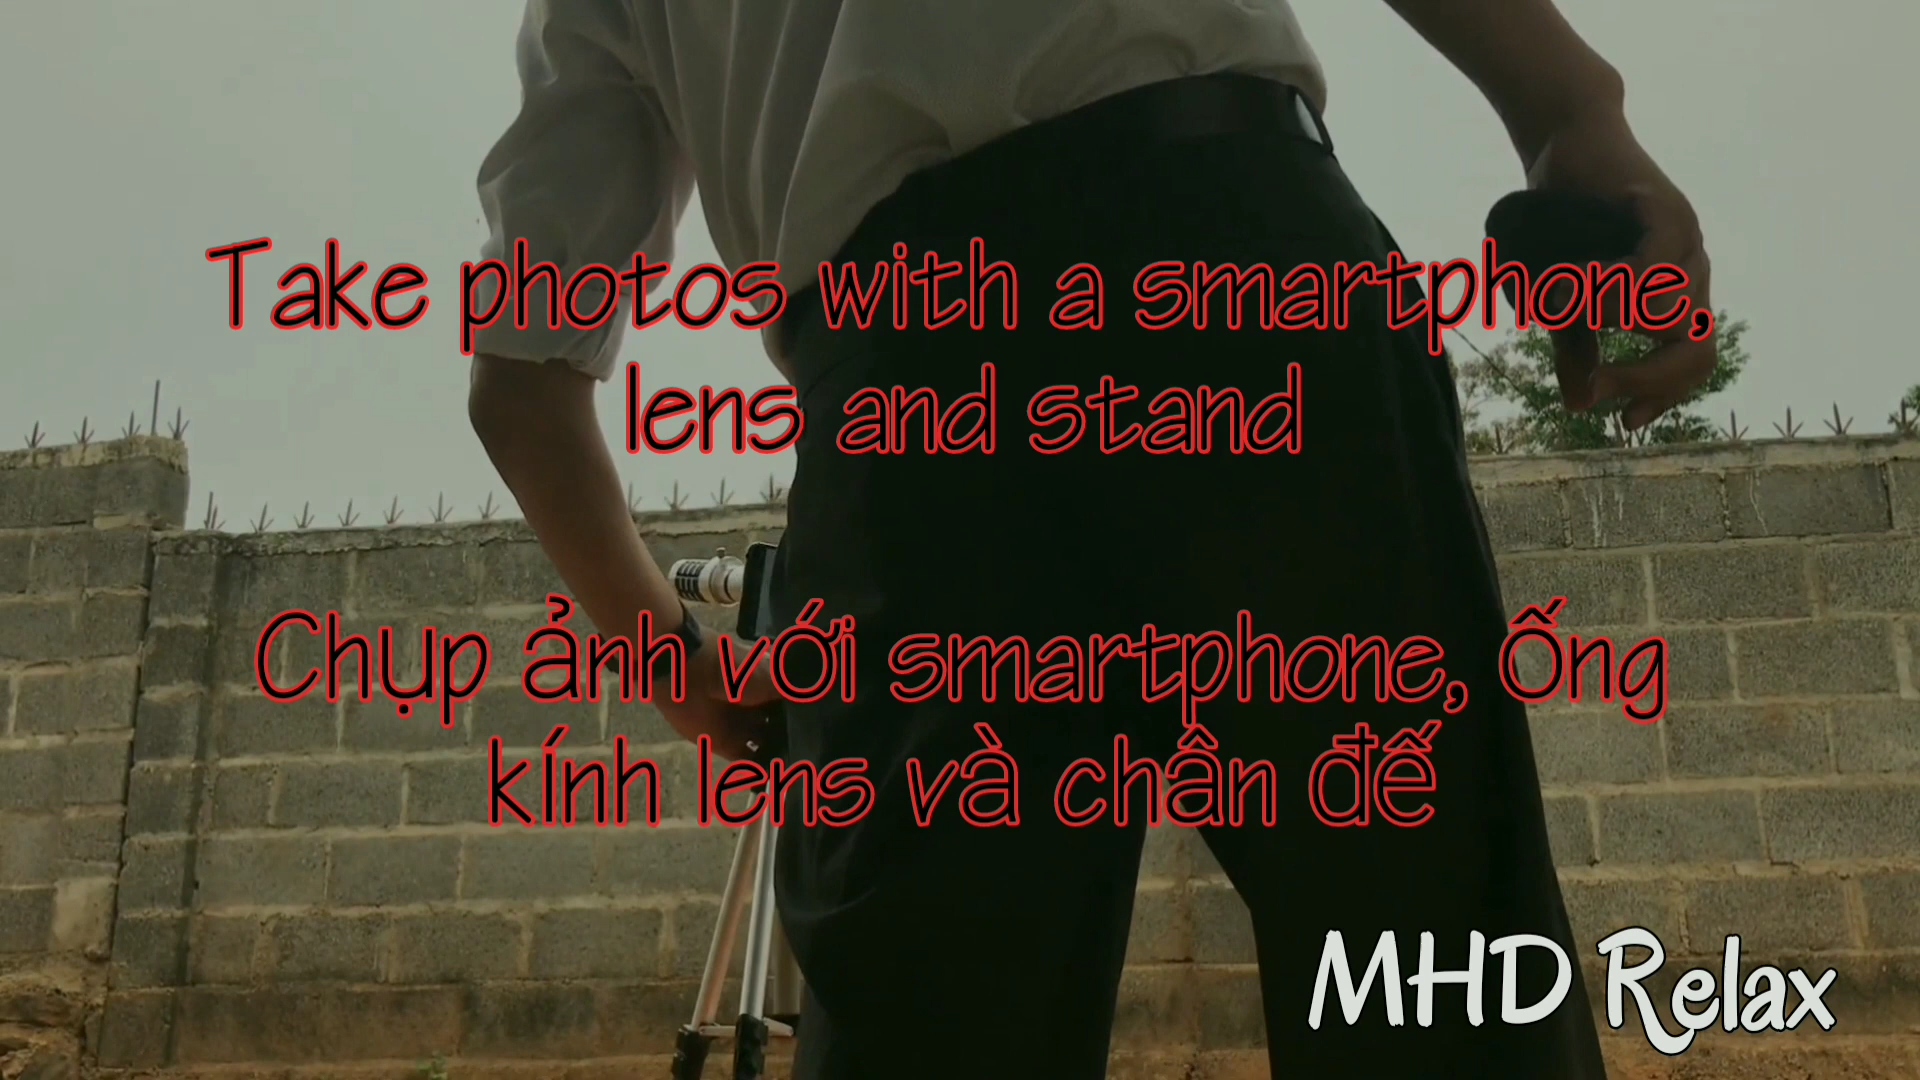 Take photos with a smartphone,
lens and stand
Chụp ảnh với smartphone, ống
kính lens và chân đế
MHD Relax